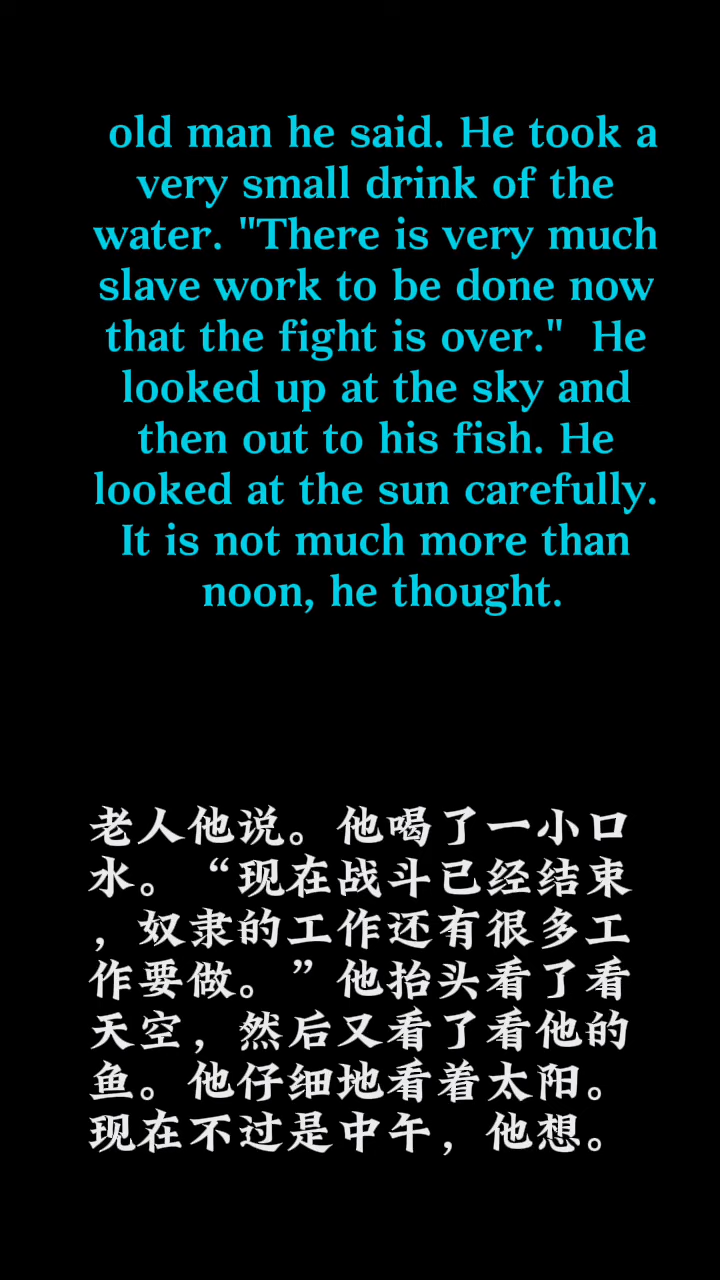 old man he said. He took a
very small drink of the
water. "There is very much
slave work to be done now
that the fight is over."  He
looked up at the sky and
then out to his fish. He
looked at the sun carefully.
It is not much more than
noon, he thought.
老人他说。他喝了一小口
水。“现在战斗已经结束
，奴隶的工作还有很多工
作要做。”他抬头看了看
天空，然后又看了看他的
鱼。他仔细地看着太阳。
现在不过是中午，他想。